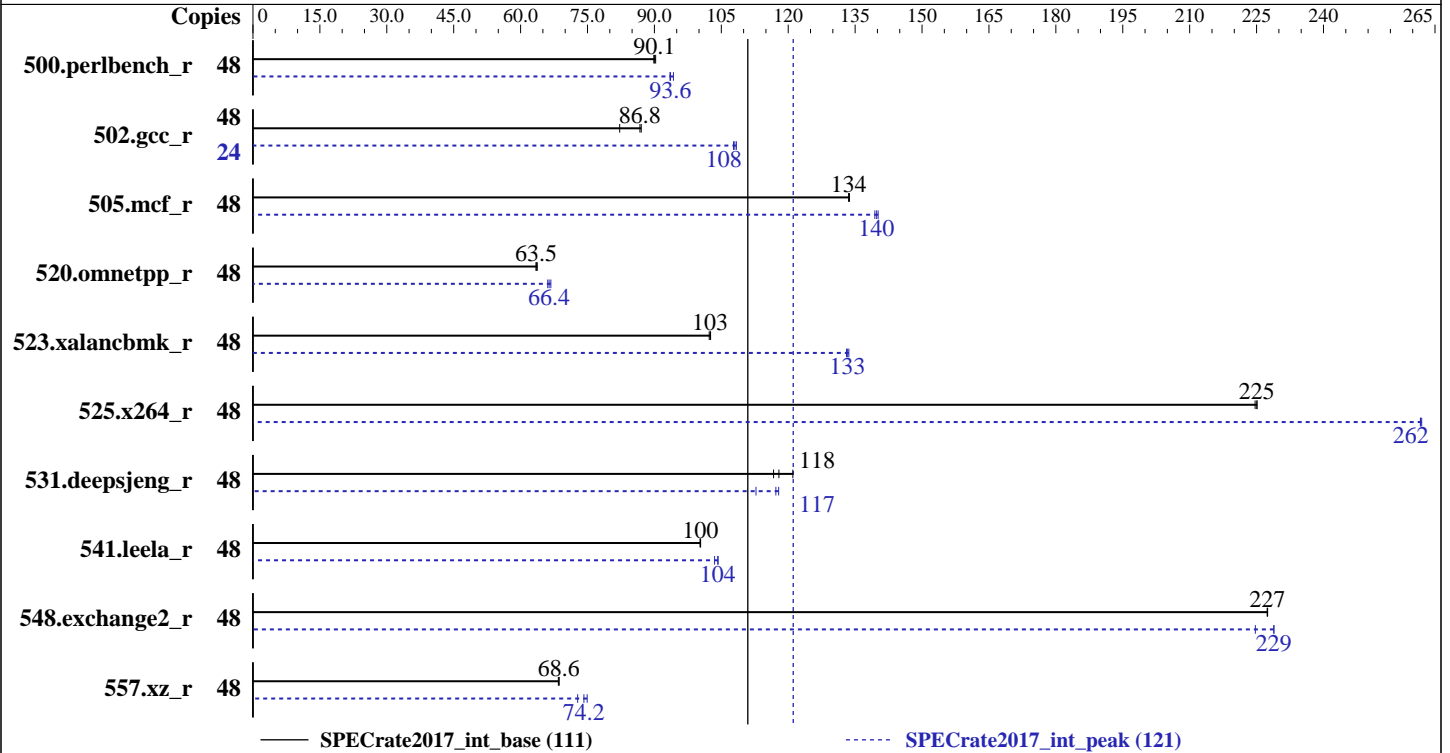 Copies 0 15.0 30.0 45.0 60.0 75.0 90.0 105 120 135 150 165 180 195 210 225 240 265
90.1
500.perlbench_r 48
93.6
48 86.8
502.gcc_r
24 108
134
505.mcf_r 48
140
63.5
520.omnetpp_r 48
66.4
103
523.xalancbmk_r 48
133
225
525.x264_r 48
262
118
531.deepsjeng_r 48
117
100
541.leela_r 48
104
227
548.exchange2_r 48
229
68.6
557.xz_r 48
74.2
SPECrate2017_int_base (111) SPECrate2017_int_peak (121)